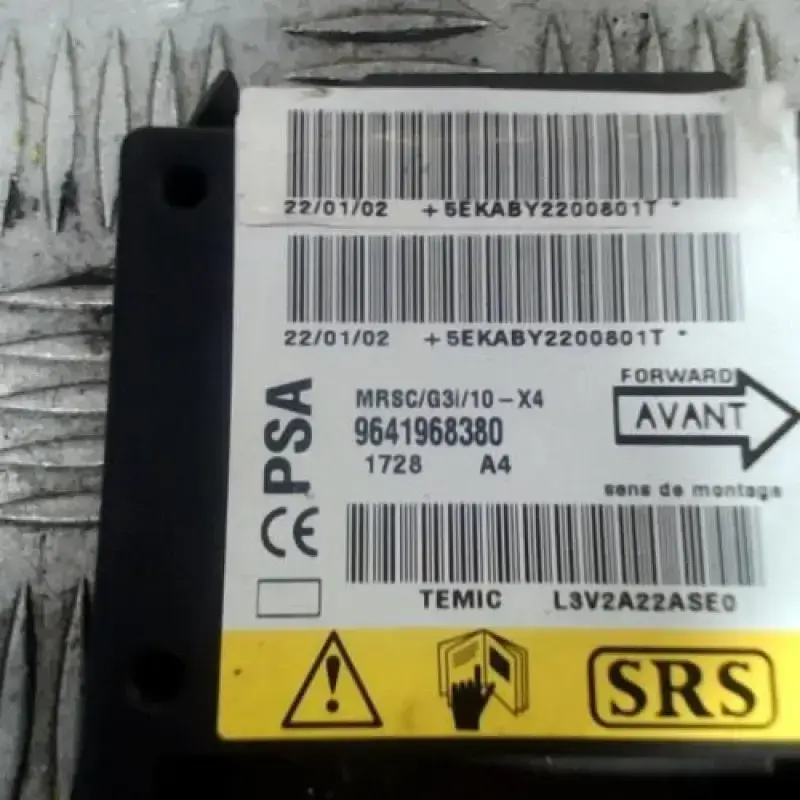 22/01/02 +5EKABY2200801T *
22/01/02 +5EKABY2200801T *
PSA
MRSC/G3i/10-X4
9641968380
1728 A4
FORWARD
AVANT
sens de montage
CE
TEMIC L3V2A22ASE0
SRS